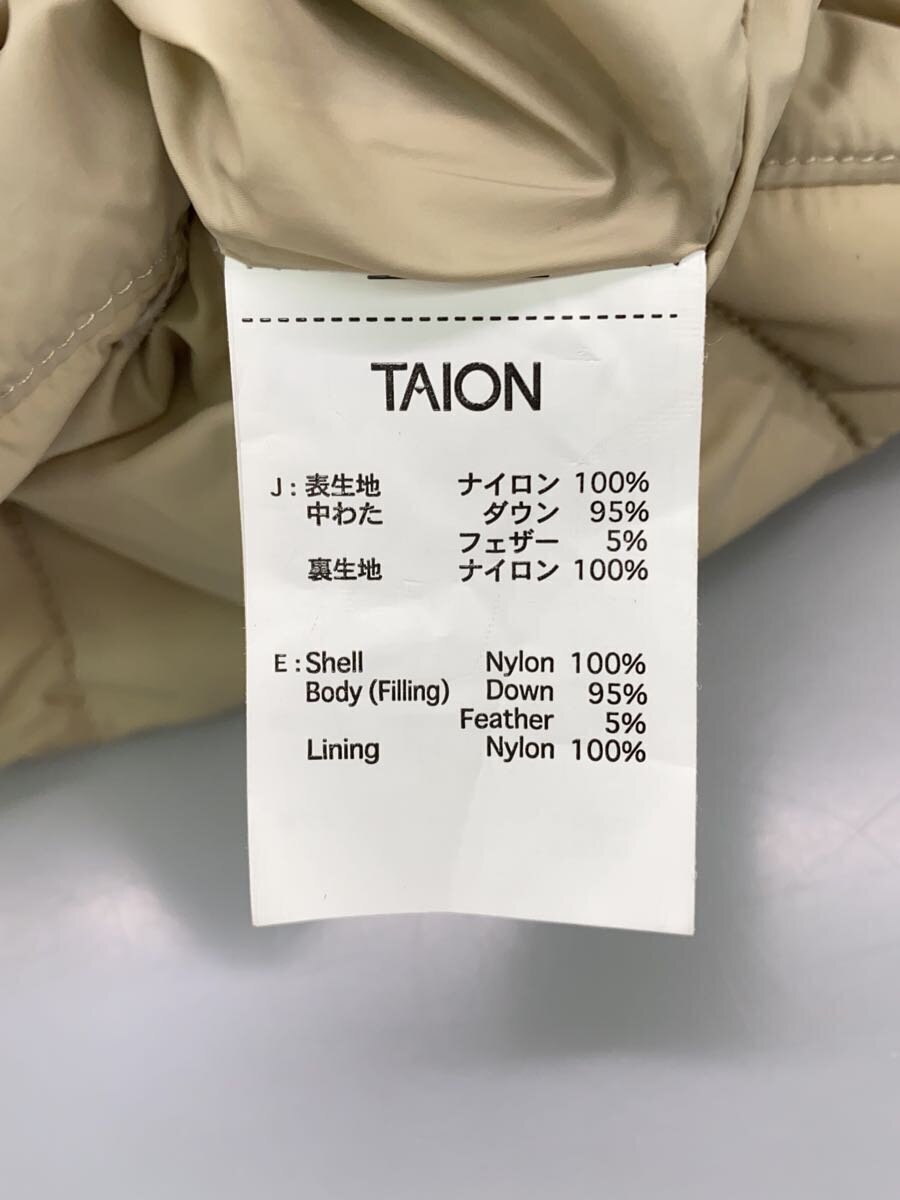 TAION
J : 表生地 ナイロン 100%
中わた ダウン 95%
フェザー 5%
裏生地 ナイロン 100%
E : Shell Nylon 100%
Body (Filling) Down 95%
Feather 5%
Lining Nylon 100%